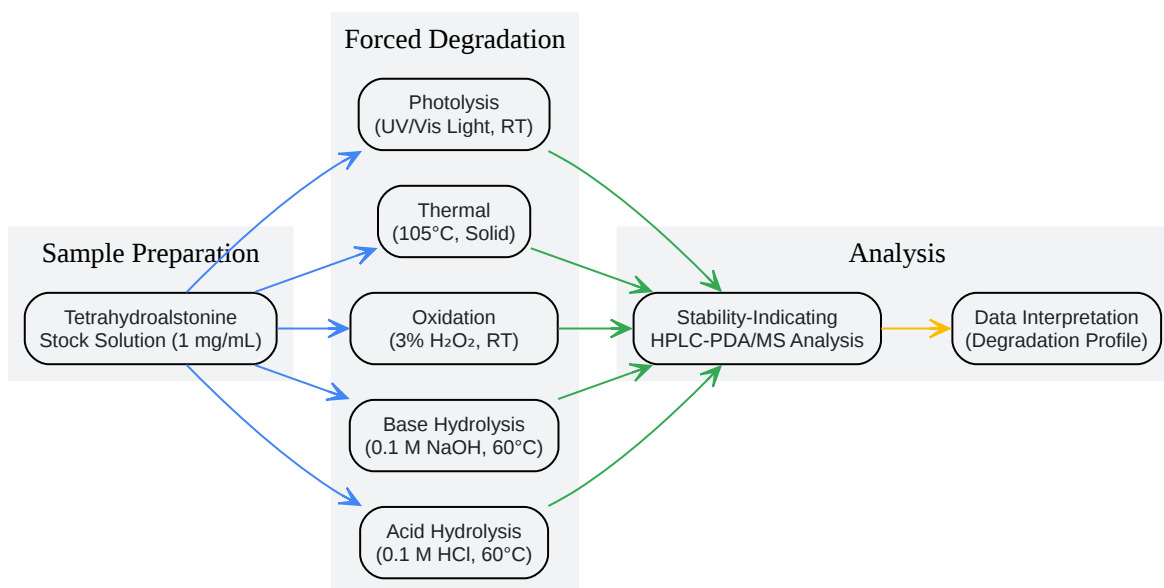 Forced Degradation
Photolysis
(UV/Vis Light, RT)
Thermal
(105°C, Solid)
Sample Preparation
Analysis
Tetrahydroalstonine
Stock Solution (1 mg/mL)
Oxidation
(3% H₂O₂, RT)
Stability-Indicating
HPLC-PDA/MS Analysis
Data Interpretation
(Degradation Profile)
Base Hydrolysis
(0.1 M NaOH, 60°C)
Acid Hydrolysis
(0.1 M HCl, 60°C)